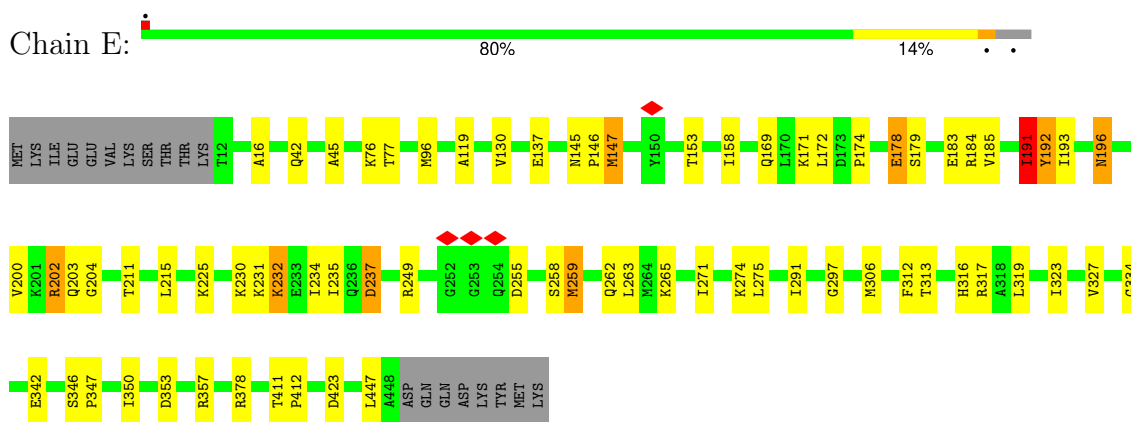 Chain E:
80% 14%
MET LYS ILE GLU GLU VAL LYS SER THR THR LYS T12 A16 Q42 A45 K76 T77 M96 A119 V130 E137 N145 P146 M147 Y150 T153 I158 Q169 L170 K171 L172 D173 P174 E178 S179 E183 R184 V185 I191 Y192 I193 N196
V200 K201 R202 Q203 G204 T211 L215 K225 K230 K231 K232 E233 I234 I235 Q236 D237 R249 G252 G253 Q254 D255 S258 M259 Q262 L263 M264 K265 I271 K274 L275 I291 G297 M306 F312 T313 H316 R317 A318 L319 I323 V327
E342 S346 P347 I350 D353 R357 R378 T411 P412 D423 L447 A448 ASP GLN GLN ASP LYS TYR MET LYS